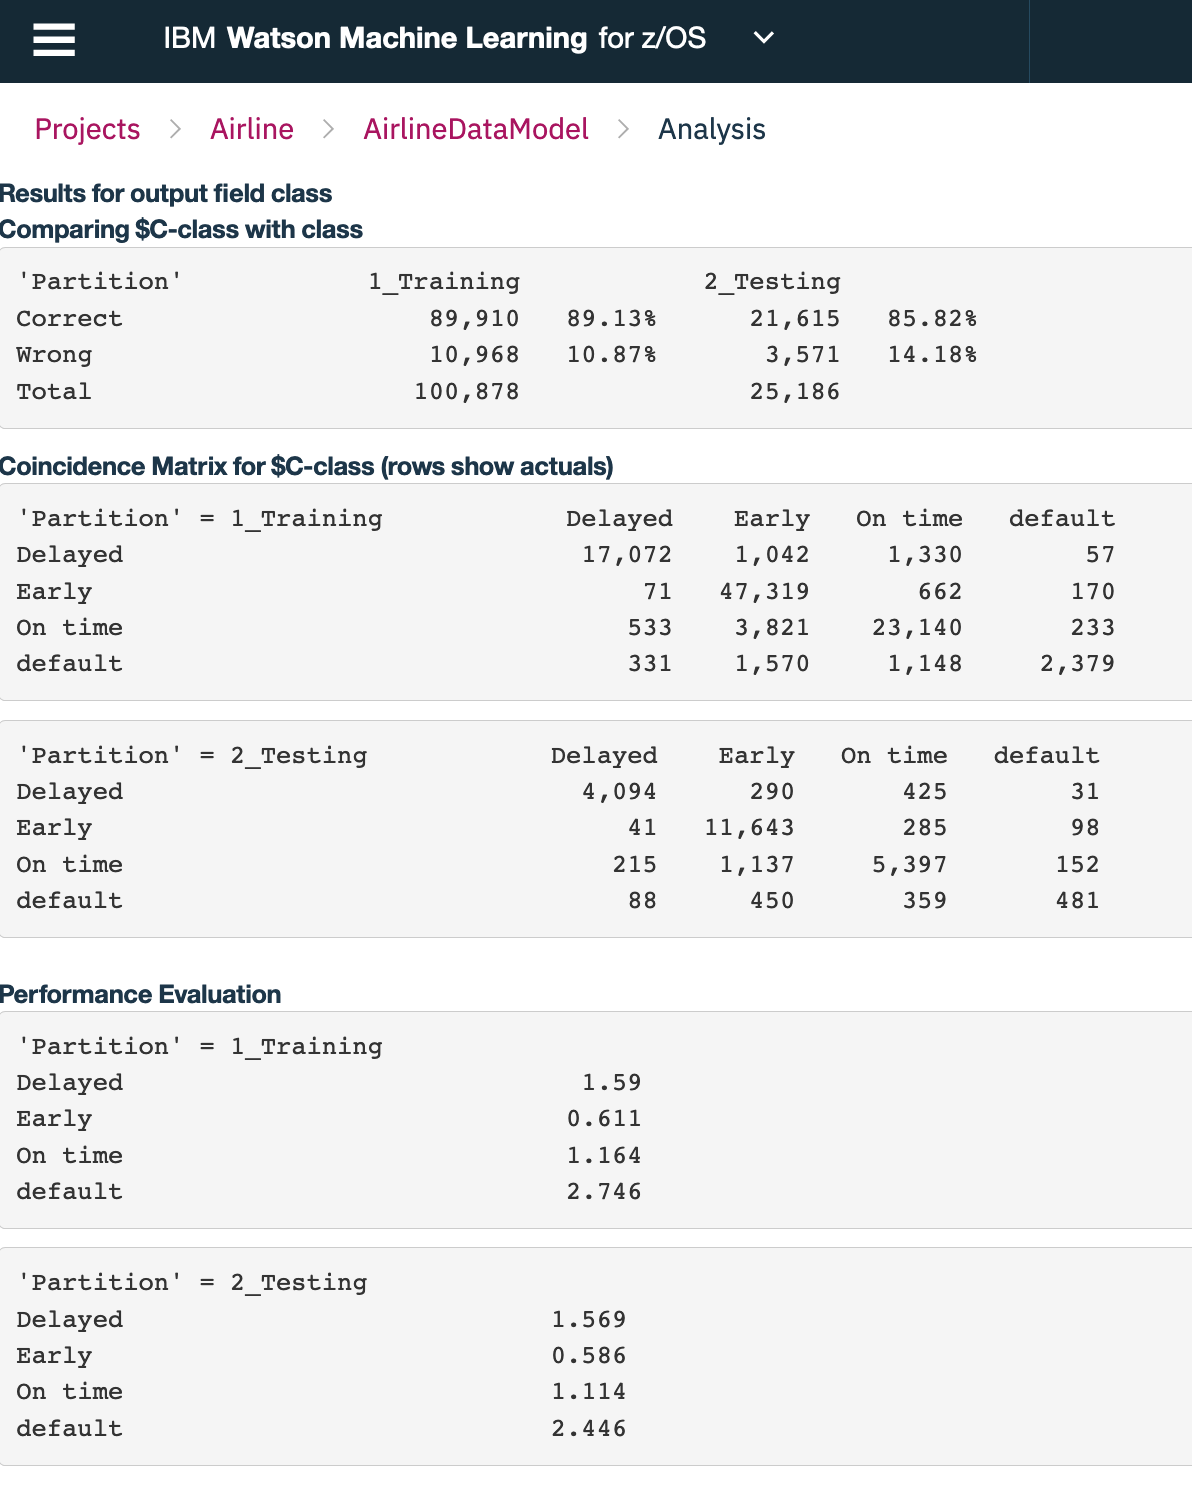 IBM Watson Machine Learning for z/OS
Projects > Airline > AirlineDataModel > Analysis
Results for output field class
Comparing $C-class with class
'Partition' 1_Training 2_Testing
Correct 89,910 89.13% 21,615 85.82%
Wrong 10,968 10.87% 3,571 14.18%
Total 100,878 25,186
Coincidence Matrix for $C-class (rows show actuals)
'Partition' = 1_Training Delayed Early On time default
Delayed 17,072 1,042 1,330 57
Early 71 47,319 662 170
On time 533 3,821 23,140 233
default 331 1,570 1,148 2,379
'Partition' = 2_Testing Delayed Early On time default
Delayed 4,094 290 425 31
Early 41 11,643 285 98
On time 215 1,137 5,397 152
default 88 450 359 481
Performance Evaluation
'Partition' = 1_Training
Delayed 1.59
Early 0.611
On time 1.164
default 2.746
'Partition' = 2_Testing
Delayed 1.569
Early 0.586
On time 1.114
default 2.446